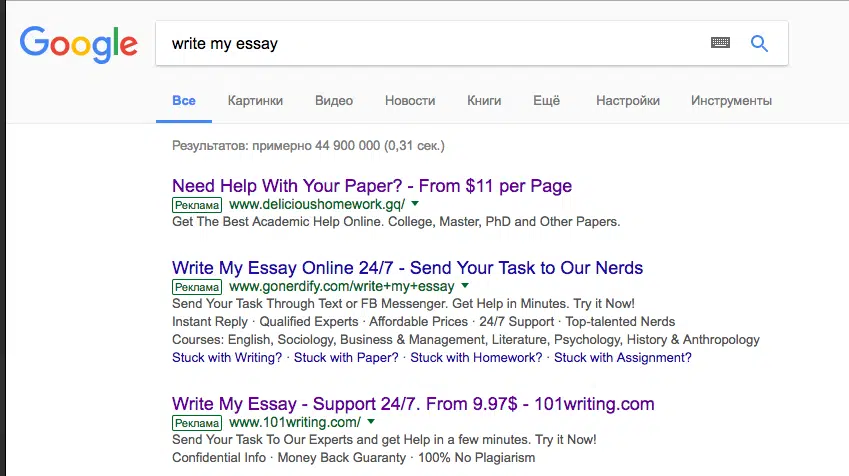 Google
write my essay
Все Картинки Видео Новости Книги Ещё Настройки Инструменты
Результатов: примерно 44 900 000 (0,31 сек.)
Need Help With Your Paper? - From $11 per Page
Реклама www.delicioushomework.gq/
Get The Best Academic Help Online. College, Master, PhD and Other Papers.
Write My Essay Online 24/7 - Send Your Task to Our Nerds
Реклама www.gonerdify.com/write+my+essay
Send Your Task Through Text or FB Messenger. Get Help in Minutes. Try it Now!
Instant Reply · Qualified Experts · Affordable Prices · 24/7 Support · Top-talented Nerds
Courses: English, Sociology, Business & Management, Literature, Psychology, History & Anthropology
Stuck with Writing? · Stuck with Paper? · Stuck with Homework? · Stuck with Assignment?
Write My Essay - Support 24/7. From 9.97$ - 101writing.com
Реклама www.101writing.com/
Send Your Task To Our Experts and get Help in a few minutes. Try it Now!
Confidential Info · Money Back Guaranty · 100% No Plagiarism